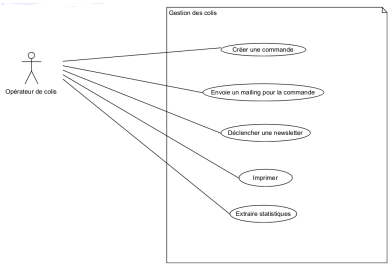 Gestion des colis
Créer une commande
Opérateur de colis
Envoie un mailing pour la commande
Déclencher une newsletter
Imprimer
Extraire statistiques